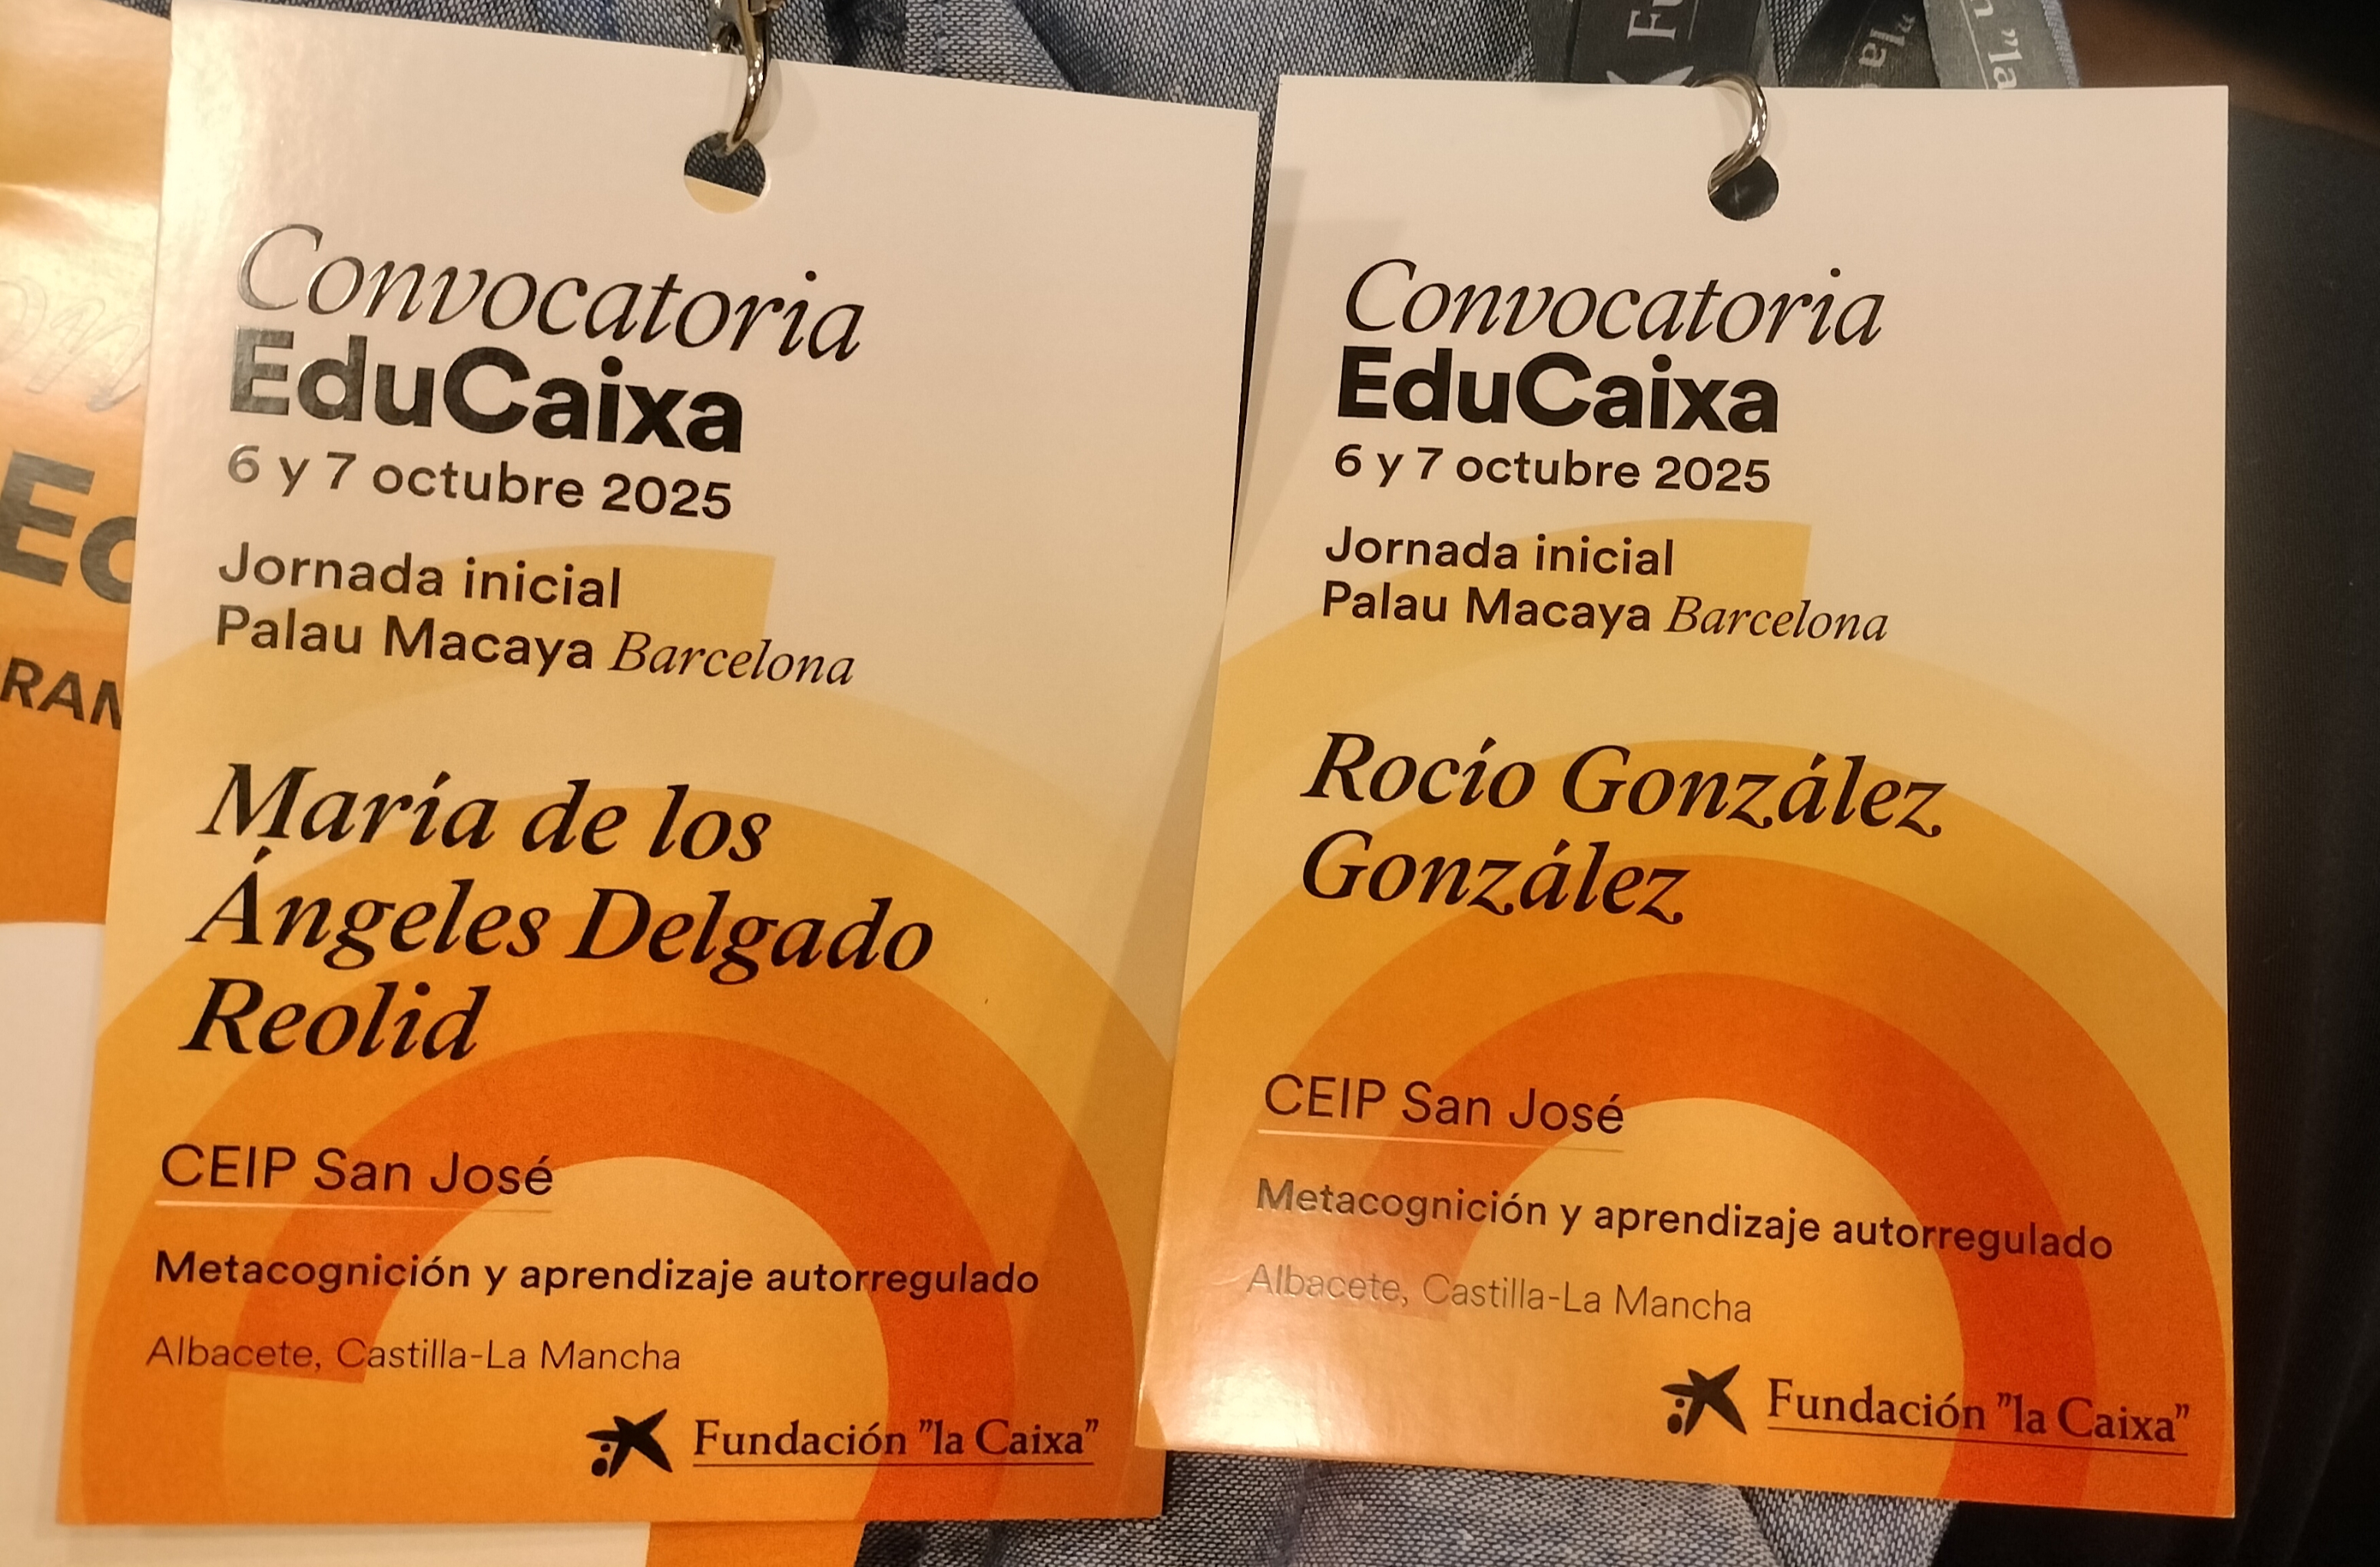 Convocatoria
EduCaixa
6 y 7 octubre 2025
Jornada inicial
Palau Macaya Barcelona
María de los
Ángeles Delgado
Reolid
CEIP San José
Metacognición y aprendizaje autorregulado
Albacete, Castilla-La Mancha
Fundación "la Caixa"
Convocatoria
EduCaixa
6 y 7 octubre 2025
Jornada inicial
Palau Macaya Barcelona
Rocío González
González
CEIP San José
Metacognición y aprendizaje autorregulado
Albacete, Castilla-La Mancha
Fundación "la Caixa"
"la
"la